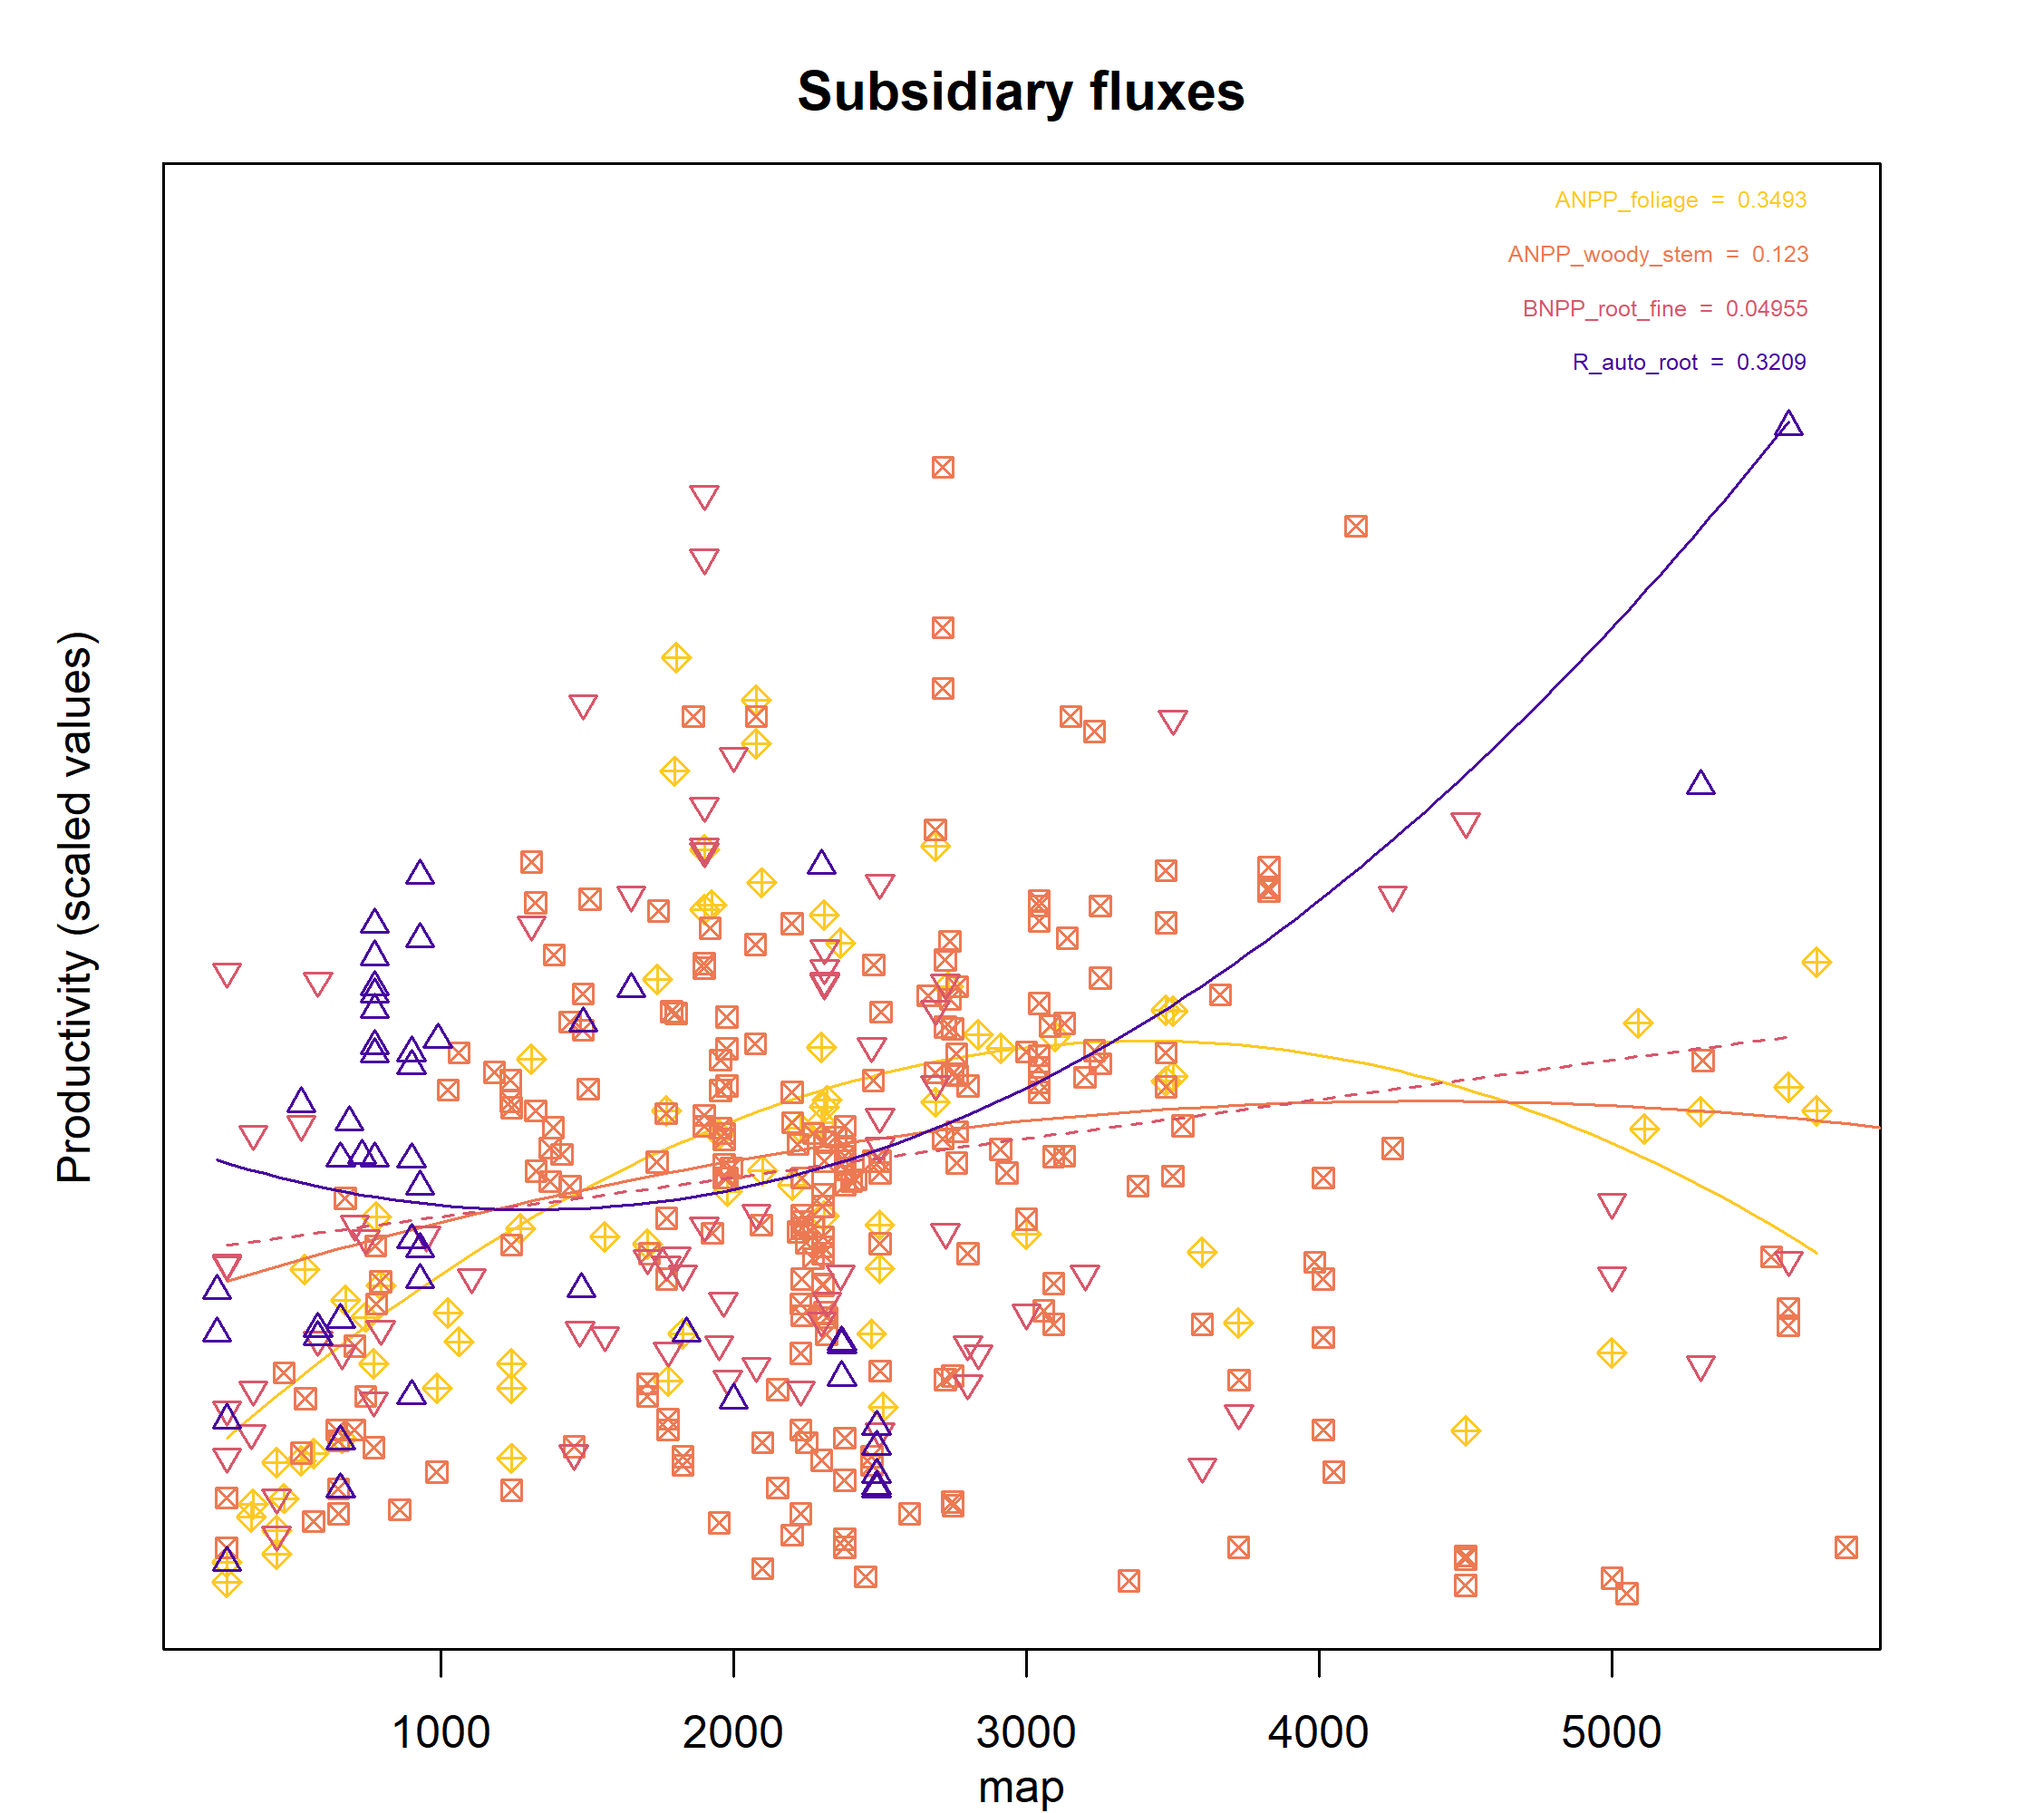 Subsidiary fluxes
ANPP_foliage = 0.3493
ANPP_woody_stem = 0.123
BNPP_root_fine = 0.04955
R_auto_root = 0.3209
Productivity (scaled values)
1000 2000 3000 4000 5000
map